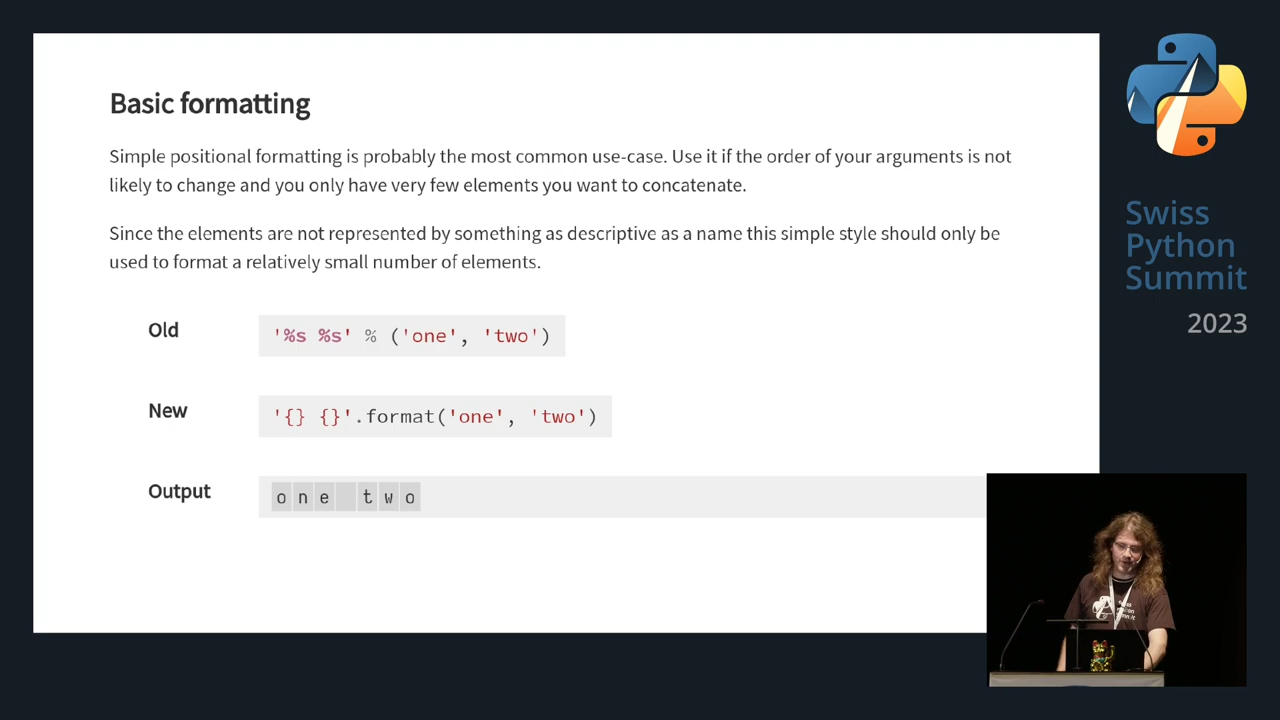 Basic formatting
Simple positional formatting is probably the most common use-case. Use it if the order of your arguments is not
likely to change and you only have very few elements you want to concatenate.
Since the elements are not represented by something as descriptive as a name this simple style should only be
used to format a relatively small number of elements.
Old
'%s %s' % ('one', 'two')
New
'{} {}'.format('one', 'two')
Output
one two
Swiss
Python
Summit
2023
Swiss
Python
Summit